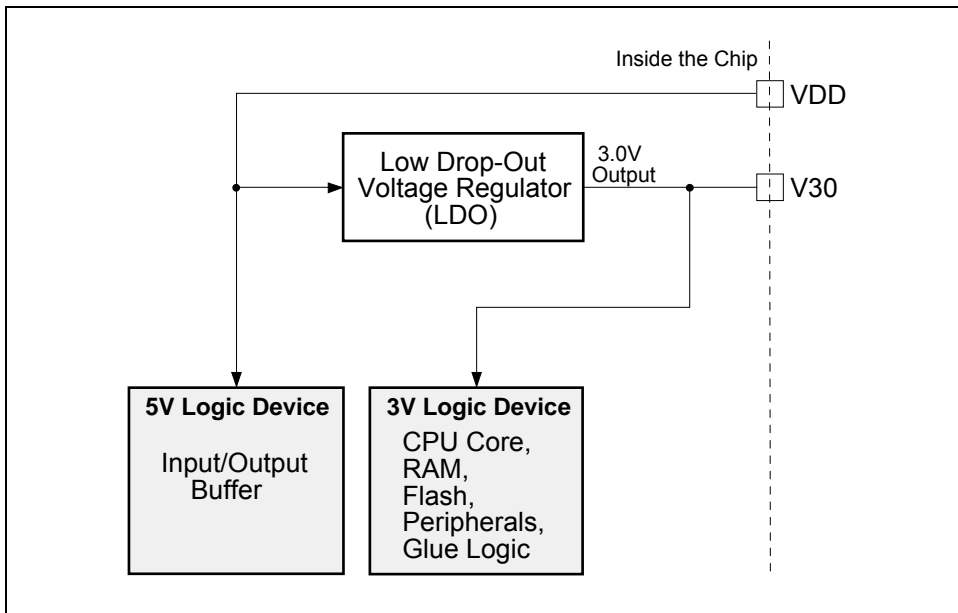 Inside the Chip
VDD
Low Drop-Out
Voltage Regulator
(LDO)
3.0V
Output
V30
5V Logic Device
Input/Output
Buffer
3V Logic Device
CPU Core,
RAM,
Flash,
Peripherals,
Glue Logic